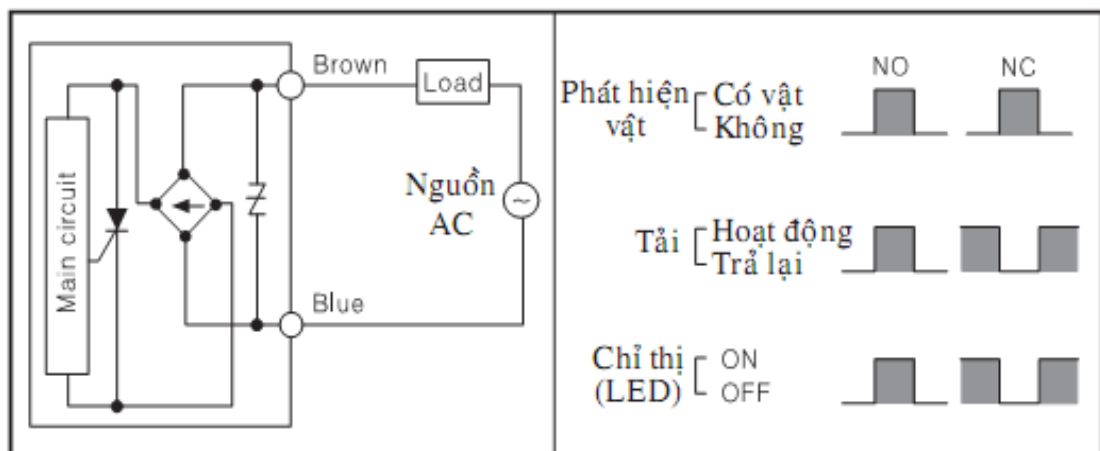 Brown
Load
Main circuit
Nguồn
AC
~
Blue
NO NC
Phát hiện vật
Có vật
Không
Tải
Hoạt động
Trả lại
Chỉ thị
(LED)
ON
OFF